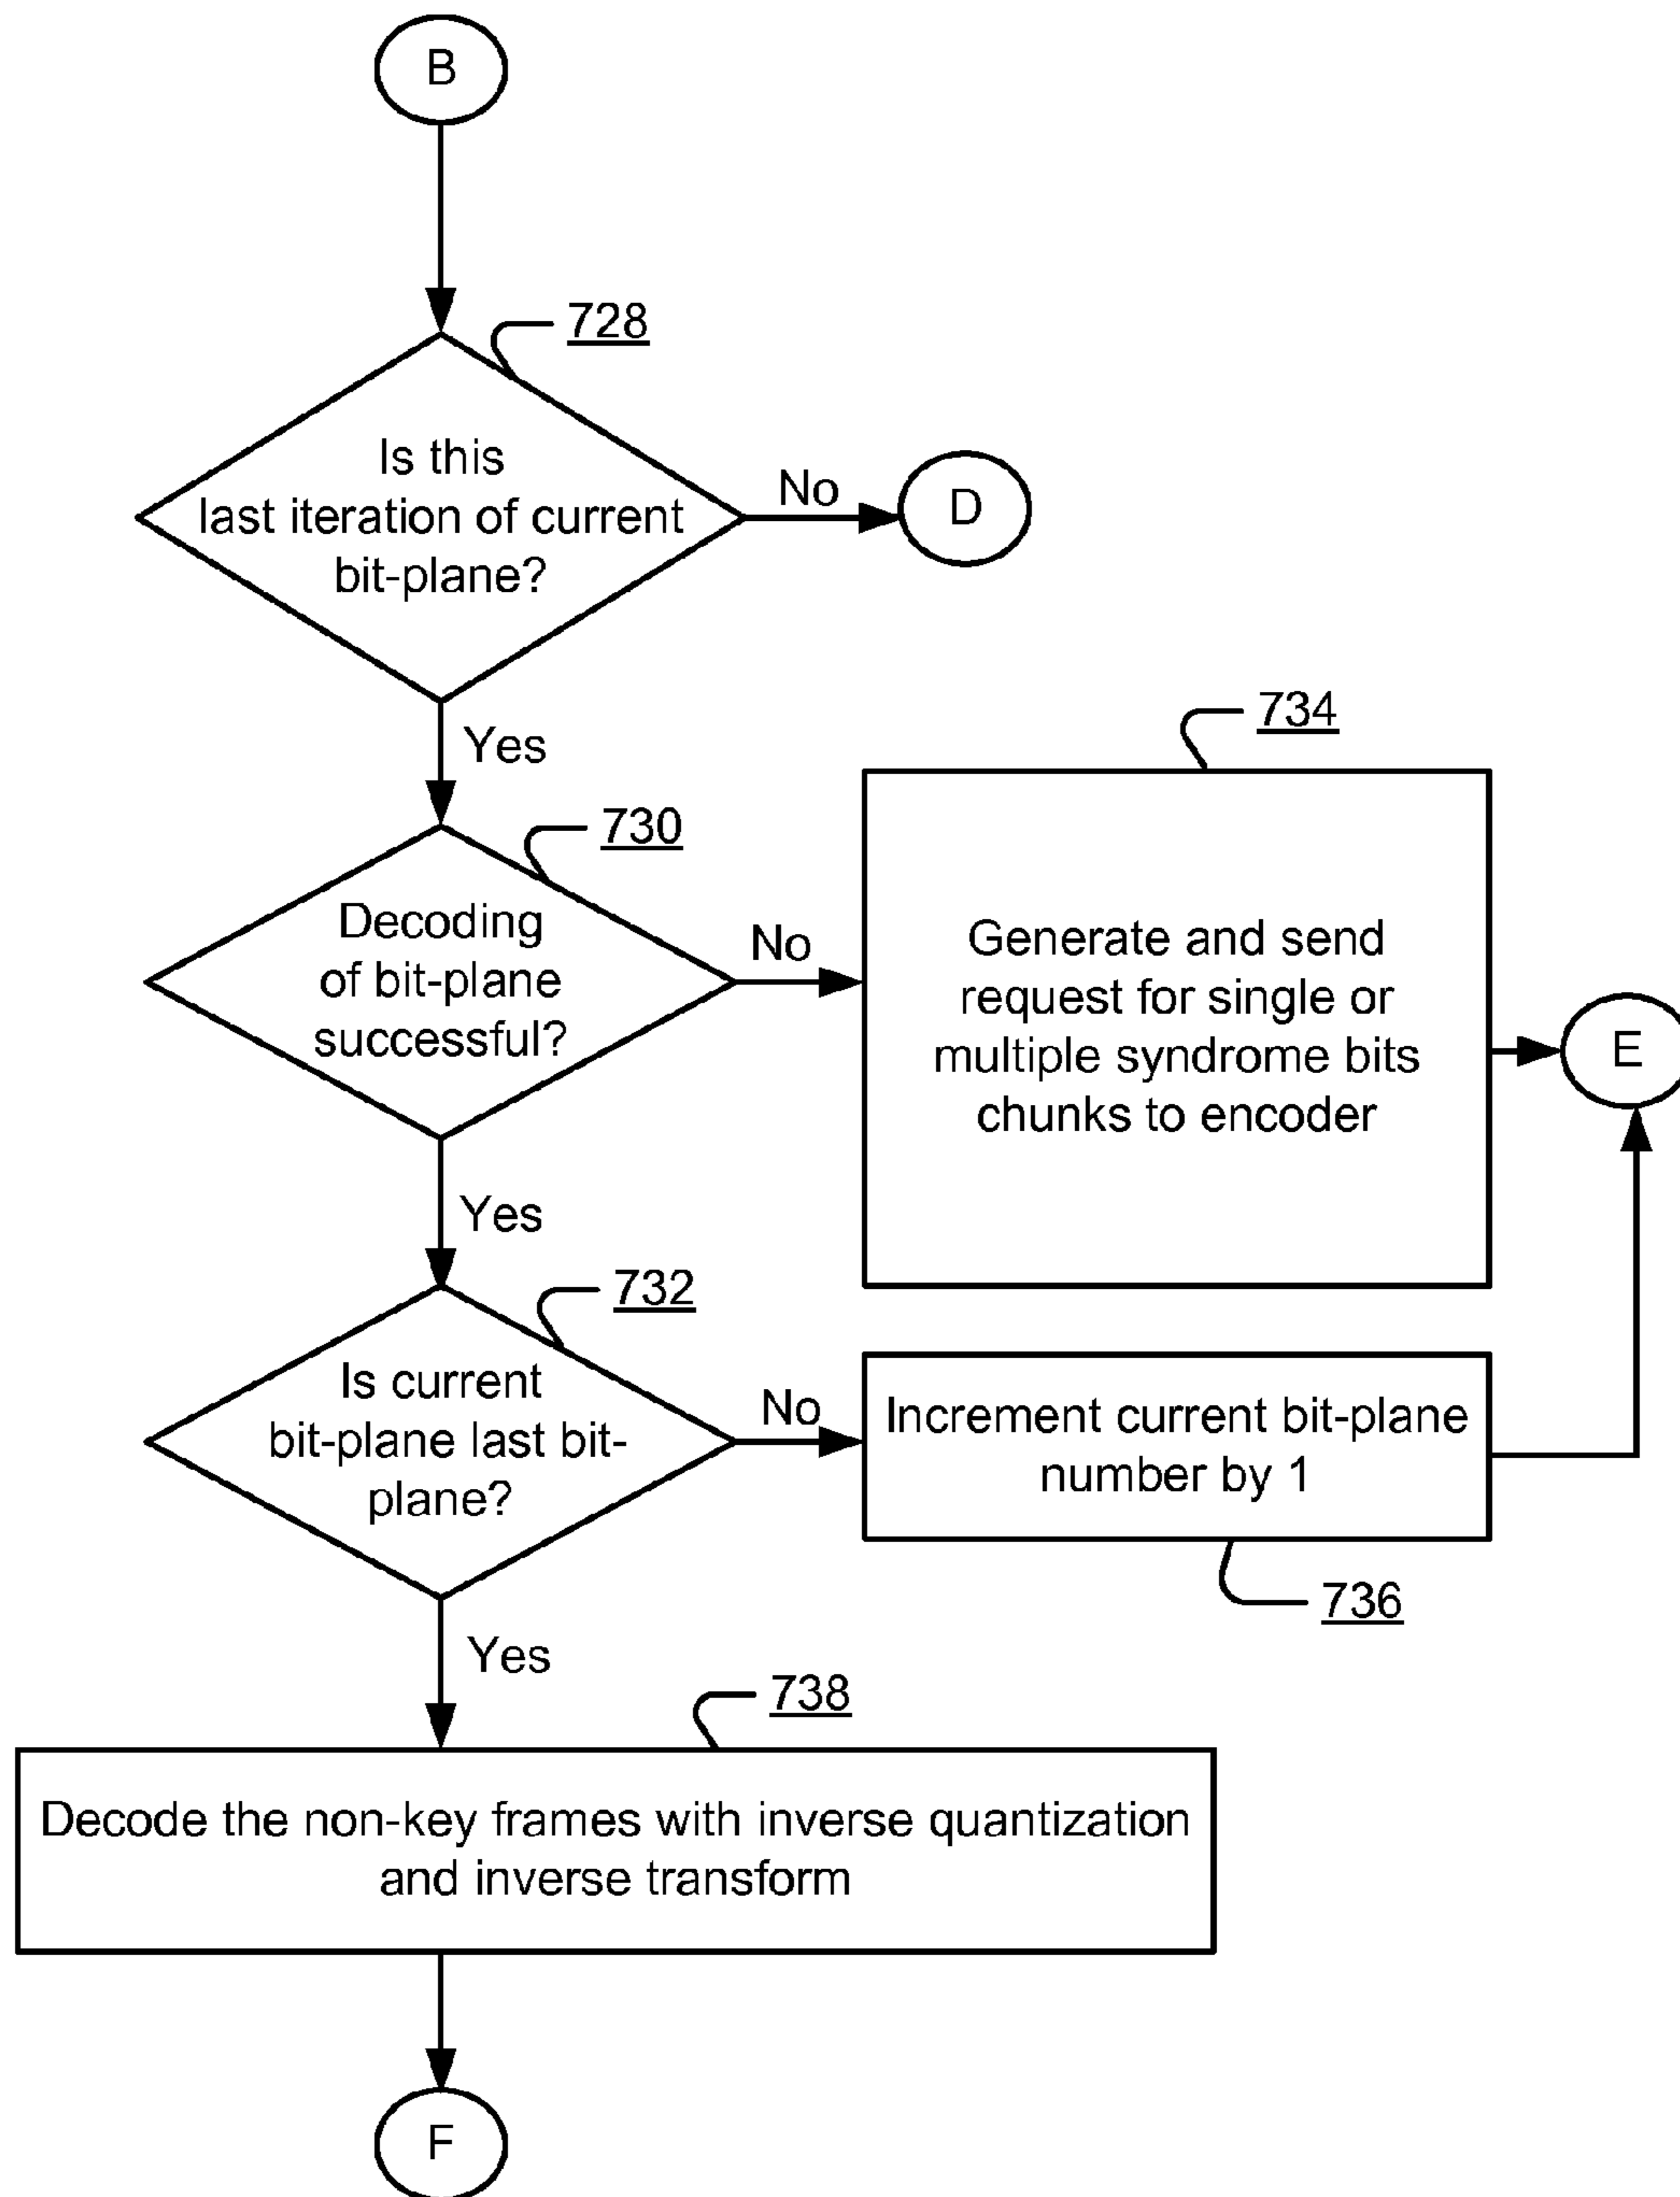 B
728
Is this
last iteration of current
bit-plane?
No
D
Yes
734
730
Decoding
of bit-plane
successful?
No
Generate and send
request for single or
multiple syndrome bits
chunks to encoder
E
Yes
732
Is current
bit-plane last bit-
plane?
No
Increment current bit-plane
number by 1
736
Yes
738
Decode the non-key frames with inverse quantization
and inverse transform
F